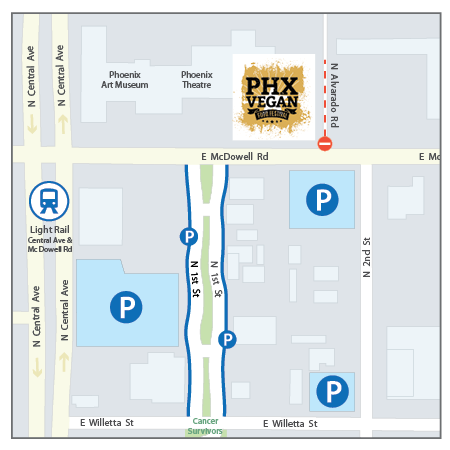 N Central Ave
N Central Ave
Phoenix
Art Museum
Phoenix
Theatre
PHX
VEGAN
FOOD FESTIVAL
N Alvarado Rd
E McDowell Rd
E Mc
Light Rail
Central Ave &
Mc Dowell Rd
P
P
N 1st St
N 1st St
N 2nd St
P
P
N Central Ave
N Central Ave
P
E Willetta St
Cancer
Survivors
E Willetta St